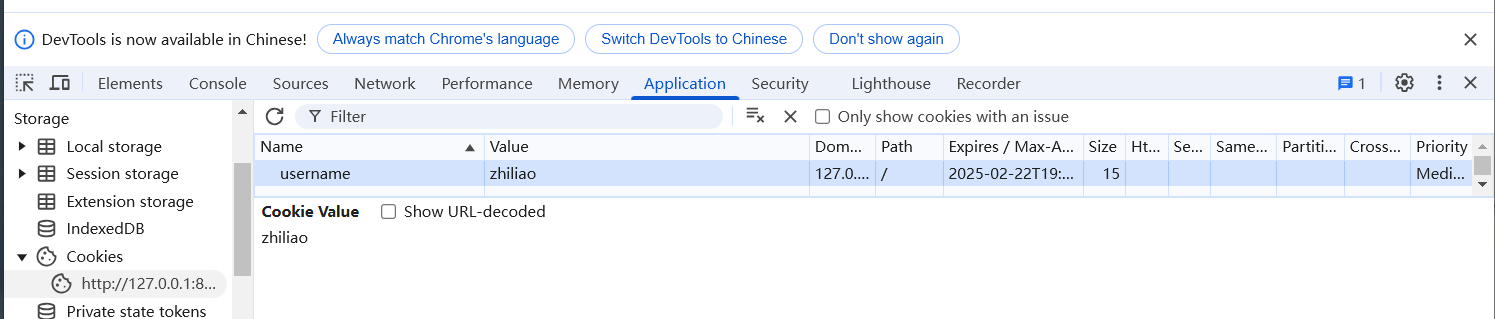 DevTools is now available in Chinese! Always match Chrome's language Switch DevTools to Chinese Don't show again
Elements Console Sources Network Performance Memory Application Security Lighthouse Recorder 1
Storage
Local storage
Session storage
Extension storage
IndexedDB
Cookies
http://127.0.0.1:8...
Private state tokens
Filter Only show cookies with an issue
Name Value Dom... Path Expires / Max-A... Size Ht... Se... Same... Partiti... Cross... Priority
username zhiliao 127.0.... / 2025-02-22T19:... 15 Medi...
Cookie Value Show URL-decoded
zhiliao